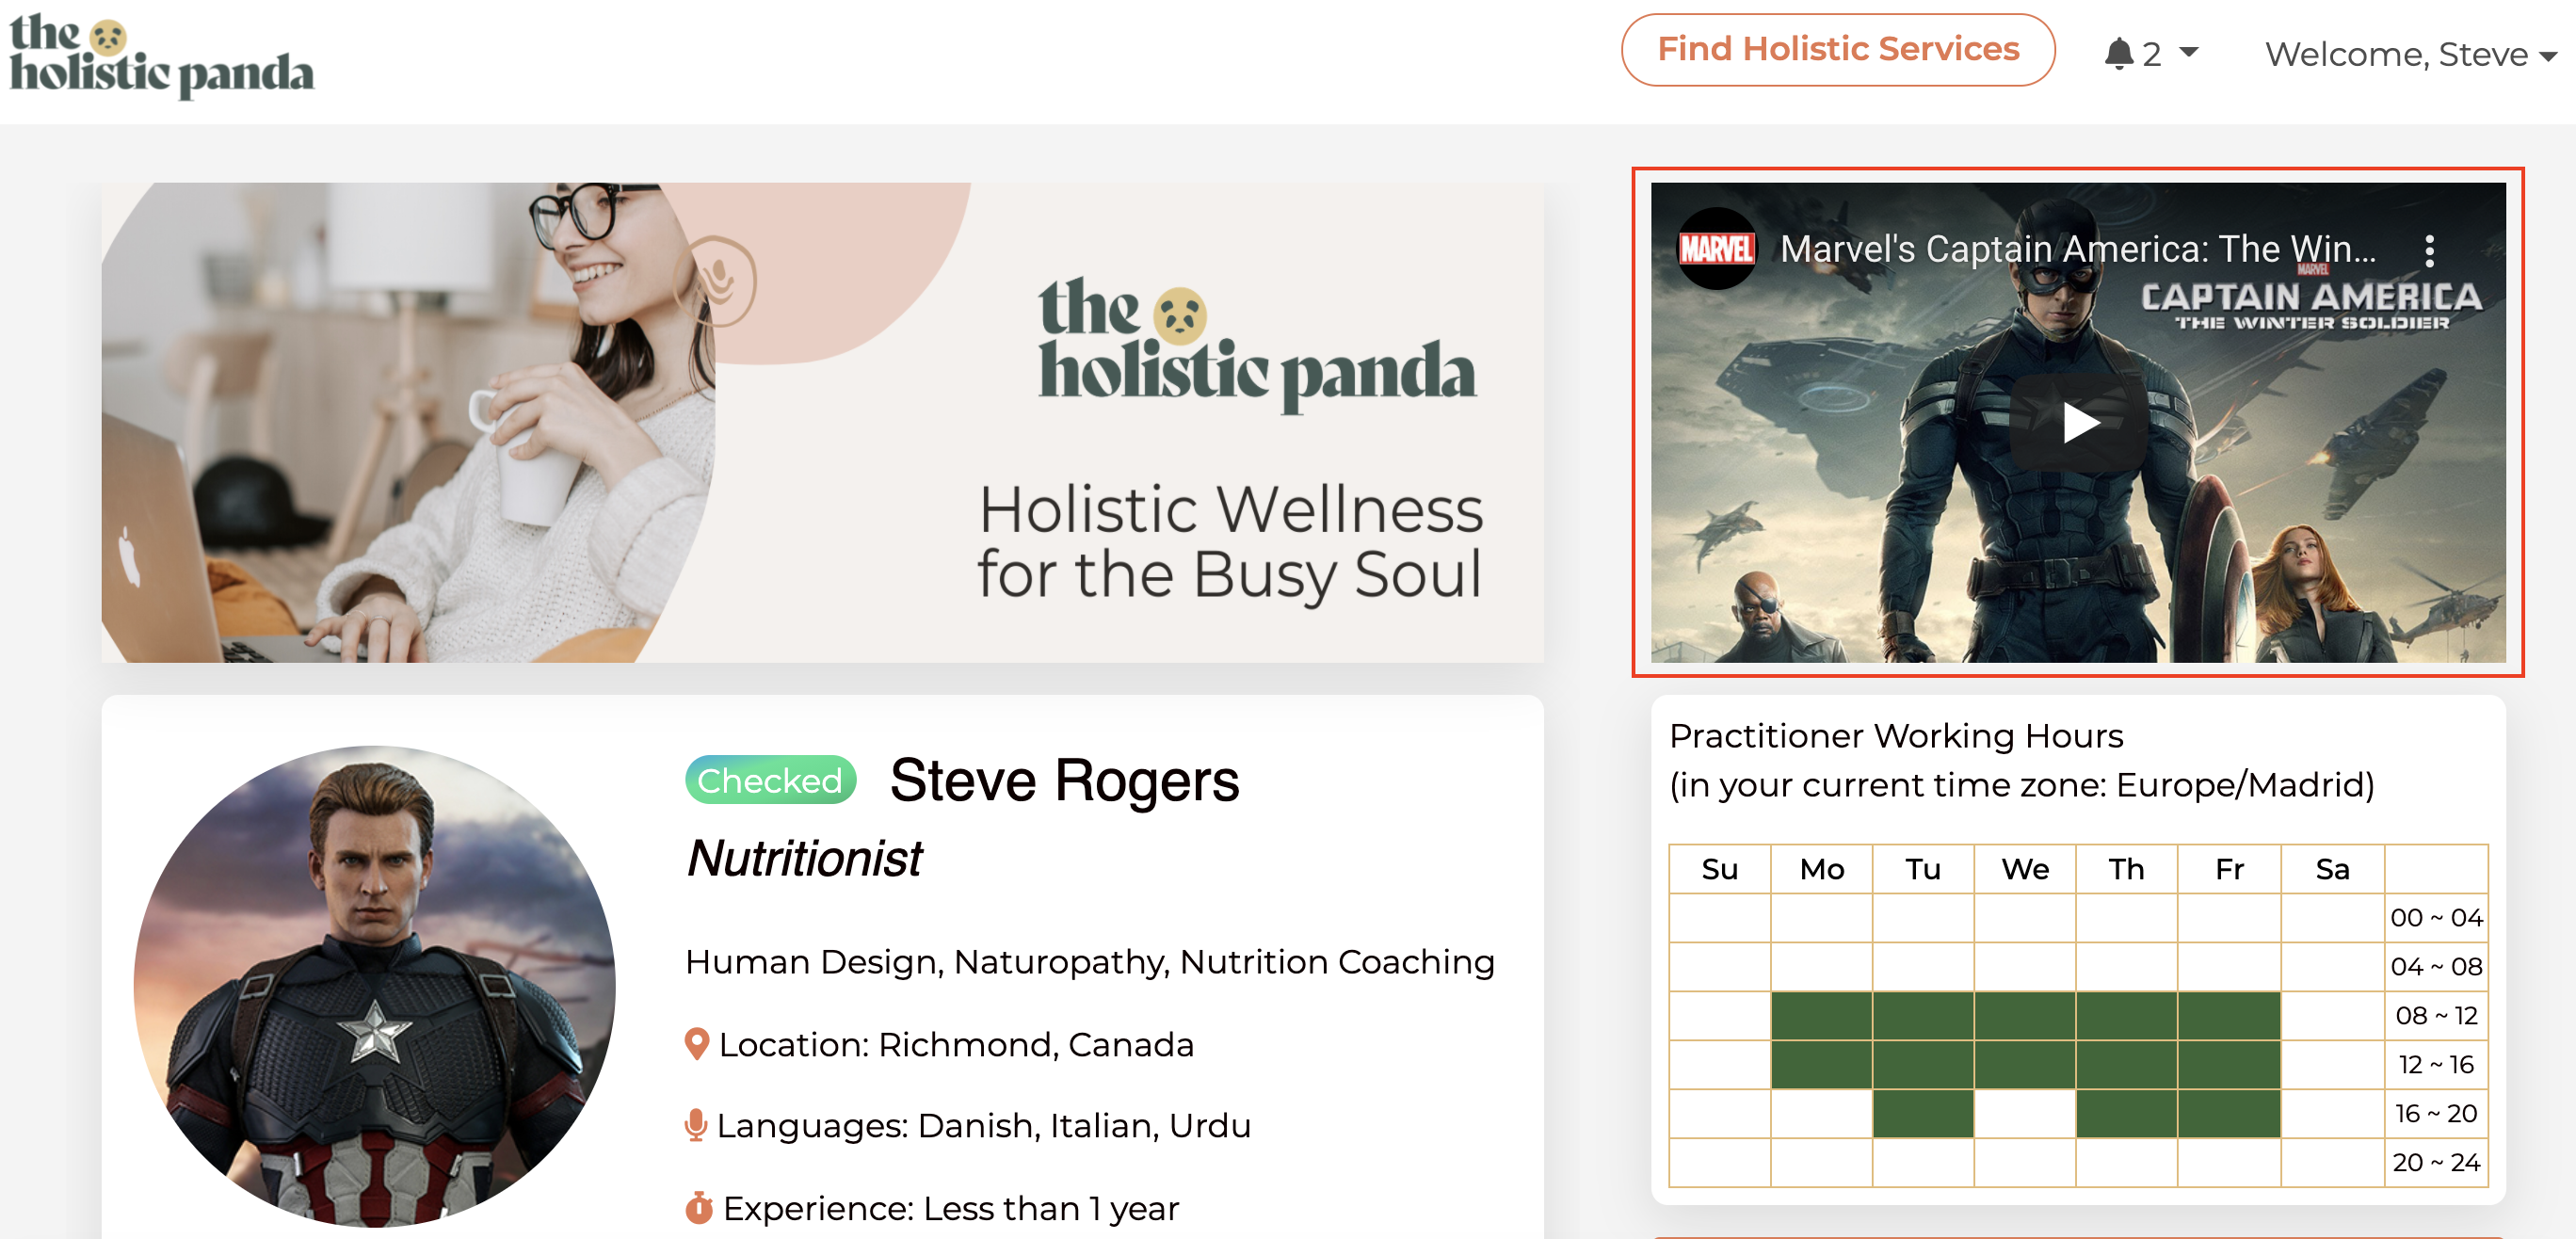 the
holistic panda
Find Holistic Services
2
Welcome, Steve
the
holistic panda
Holistic Wellness
for the Busy Soul
MARVEL
Marvel's Captain America: The Win...
MARVEL
CAPTAIN AMERICA
THE WINTER SOLDIER
Checked
Steve Rogers
Nutritionist
Human Design, Naturopathy, Nutrition Coaching
Location: Richmond, Canada
Languages: Danish, Italian, Urdu
Experience: Less than 1 year
Practitioner Working Hours
(in your current time zone: Europe/Madrid)
Su Mo Tu We Th Fr Sa
00 ~ 04
04 ~ 08
08 ~ 12
12 ~ 16
16 ~ 20
20 ~ 24